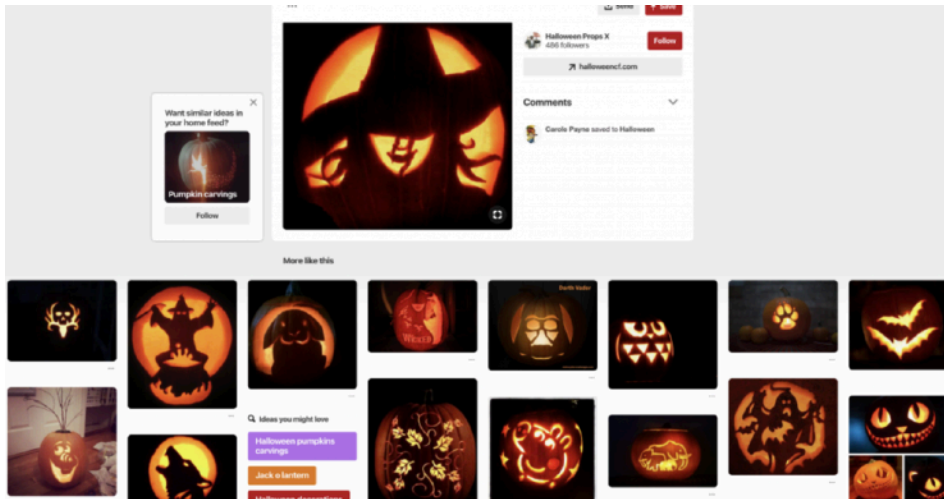 Send
Save
Halloween Props X
Follow
486 followers
halloweencf.com
Want similar ideas in
your home feed?
Pumpkin carvings
Follow
Comments
Carole Payne saved to Halloween
More like this
Darth Vader
Ideas you might love
Halloween pumpkins
carvings
Jack o lantern
Halloween decorations